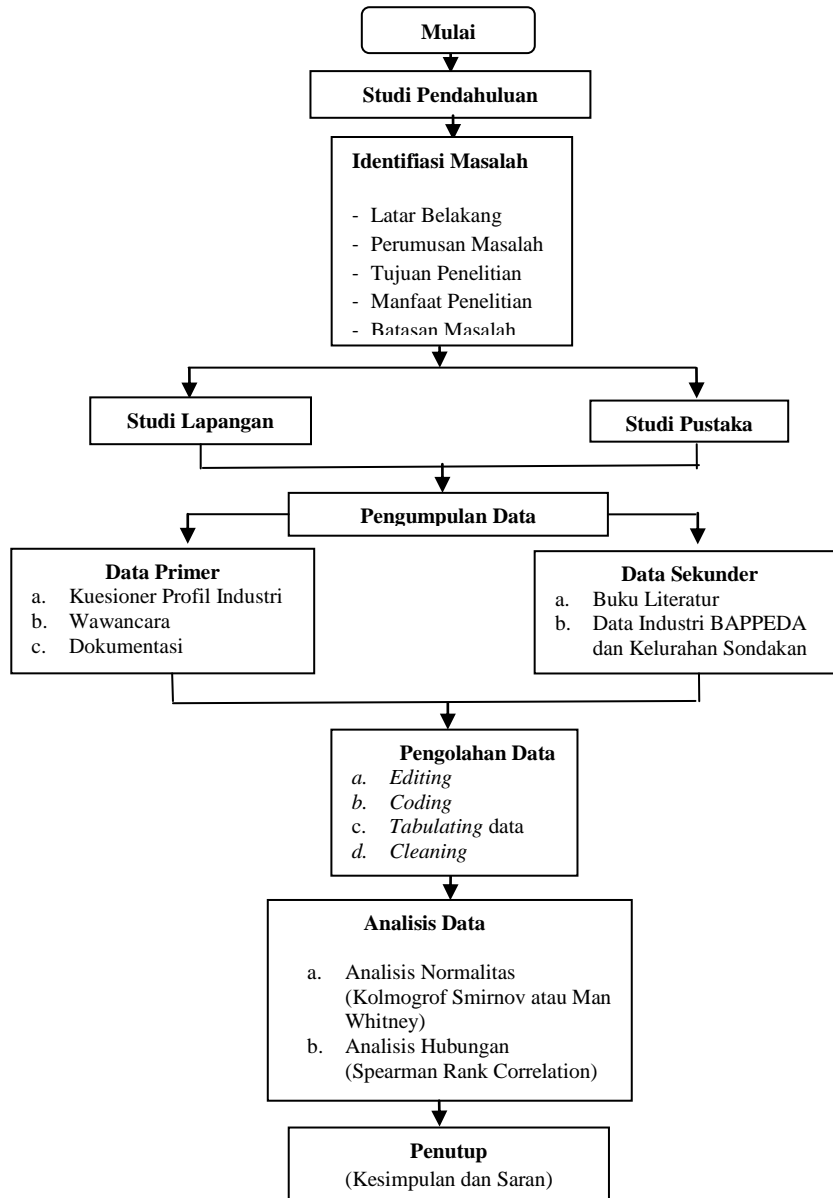 Mulai
Studi Pendahuluan
Identifiasi Masalah
- Latar Belakang
- Perumusan Masalah
- Tujuan Penelitian
- Manfaat Penelitian
- Batasan Masalah
Studi Lapangan
Studi Pustaka
Pengumpulan Data
Data Primer
a. Kuesioner Profil Industri
b. Wawancara
c. Dokumentasi
Data Sekunder
a. Buku Literatur
b. Data Industri BAPPEDA
dan Kelurahan Sondakan
Pengolahan Data
a. Editing
b. Coding
c. Tabulating data
d. Cleaning
Analisis Data
a. Analisis Normalitas
(Kolmogrof Smirnov atau Man
Whitney)
b. Analisis Hubungan
(Spearman Rank Correlation)
Penutup
(Kesimpulan dan Saran)